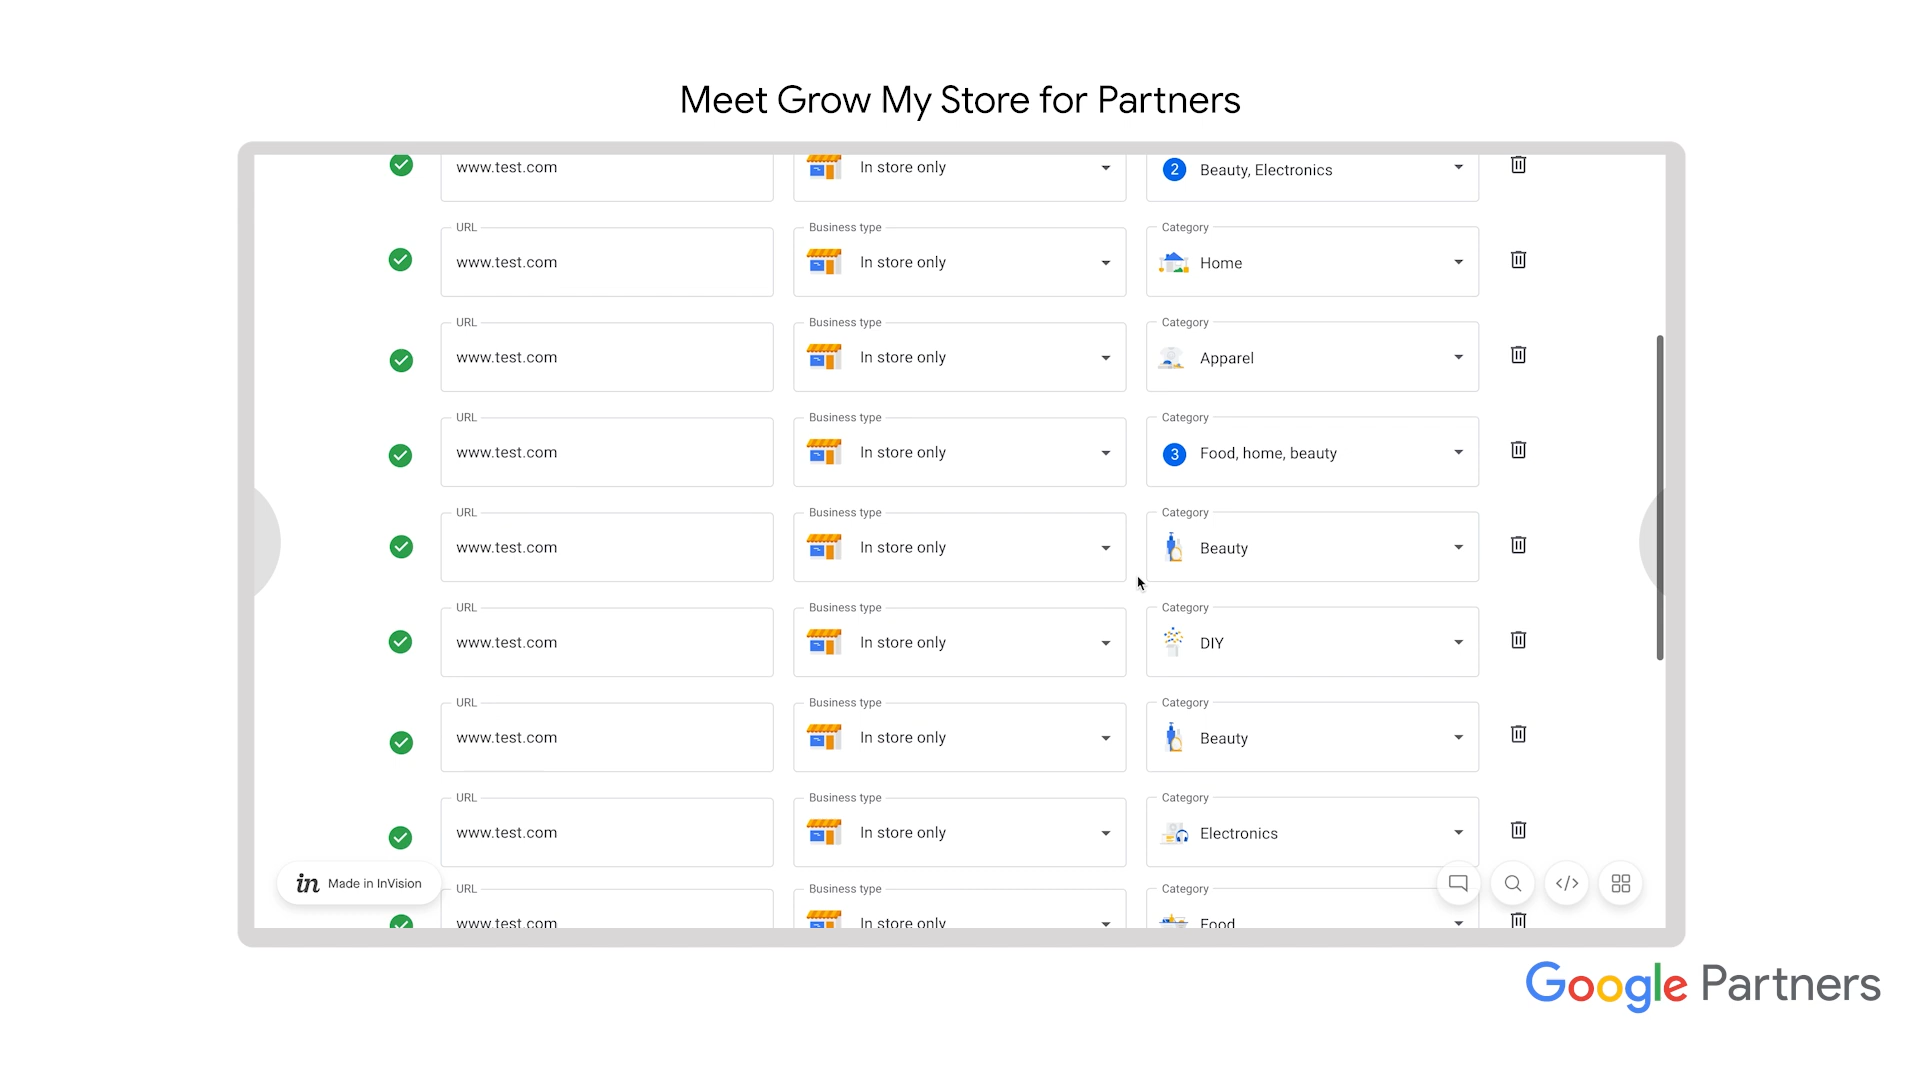 Meet Grow My Store for Partners
www.test.com In store only 2 Beauty, Electronics
URL Business type Category
www.test.com In store only Home
URL Business type Category
www.test.com In store only Apparel
URL Business type Category
www.test.com In store only 3 Food, home, beauty
URL Business type Category
www.test.com In store only Beauty
URL Business type Category
www.test.com In store only DIY
URL Business type Category
www.test.com In store only Beauty
URL Business type Category
www.test.com In store only Electronics
in Made in InVision
URL Business type Category
www.test.com In store only Food
Google Partners